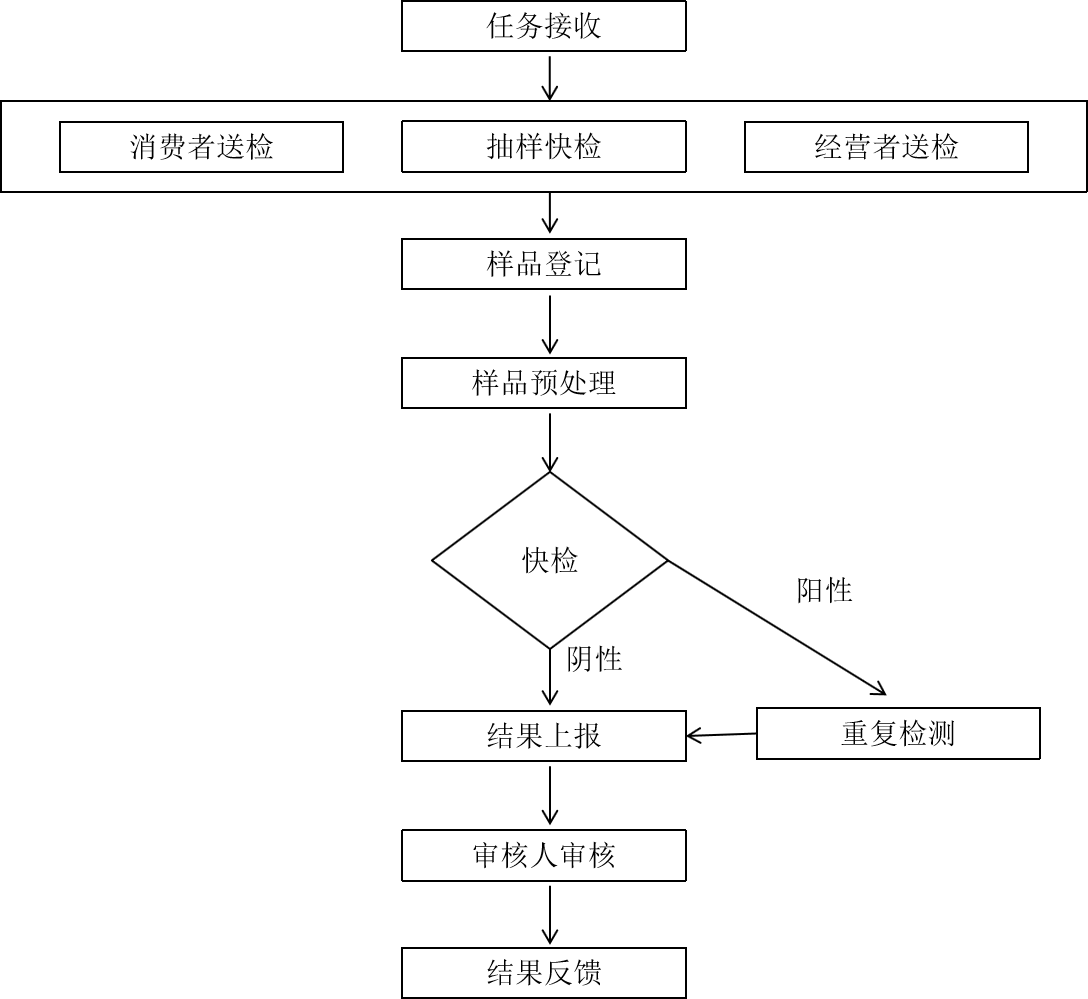 任务接收
消费者送检
抽样快检
经营者送检
样品登记
样品预处理
快检
阳性
阴性
结果上报
重复检测
审核人审核
结果反馈